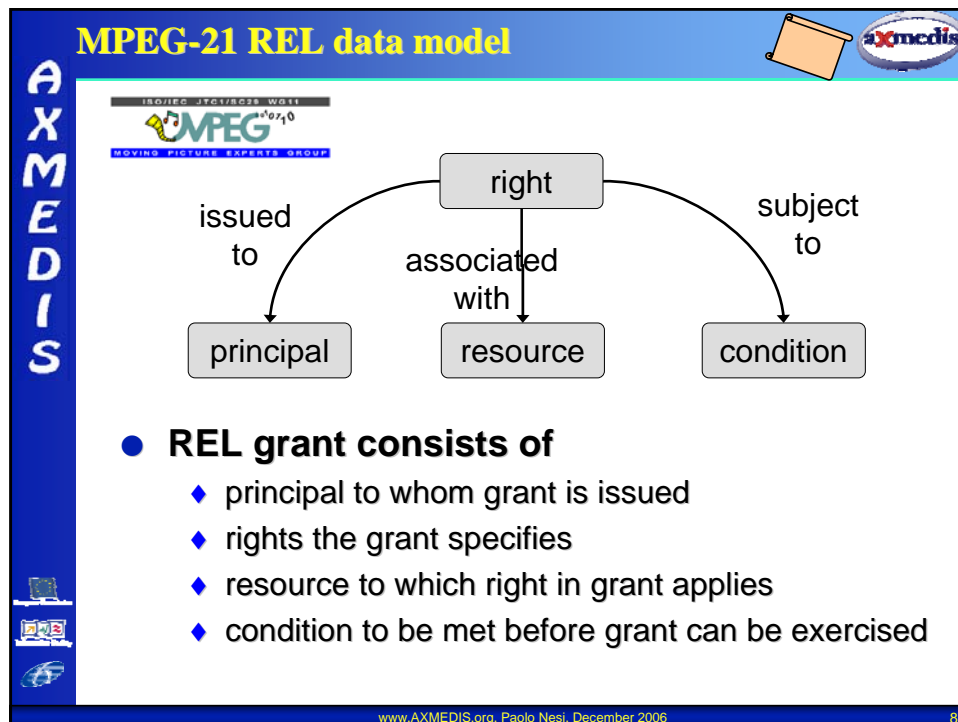 MPEG-21 REL data model
axmedis
AXMEDIS
ISO/IEC JTC1/SC29 WG11
MPEG
MOVING PICTURE EXPERTS GROUP
right
issued
to
associated
with
subject
to
principal
resource
condition
REL grant consists of
principal to whom grant is issued
rights the grant specifies
resource to which right in grant applies
condition to be met before grant can be exercised
www.AXMEDIS.org, Paolo Nesi, December 2006
8